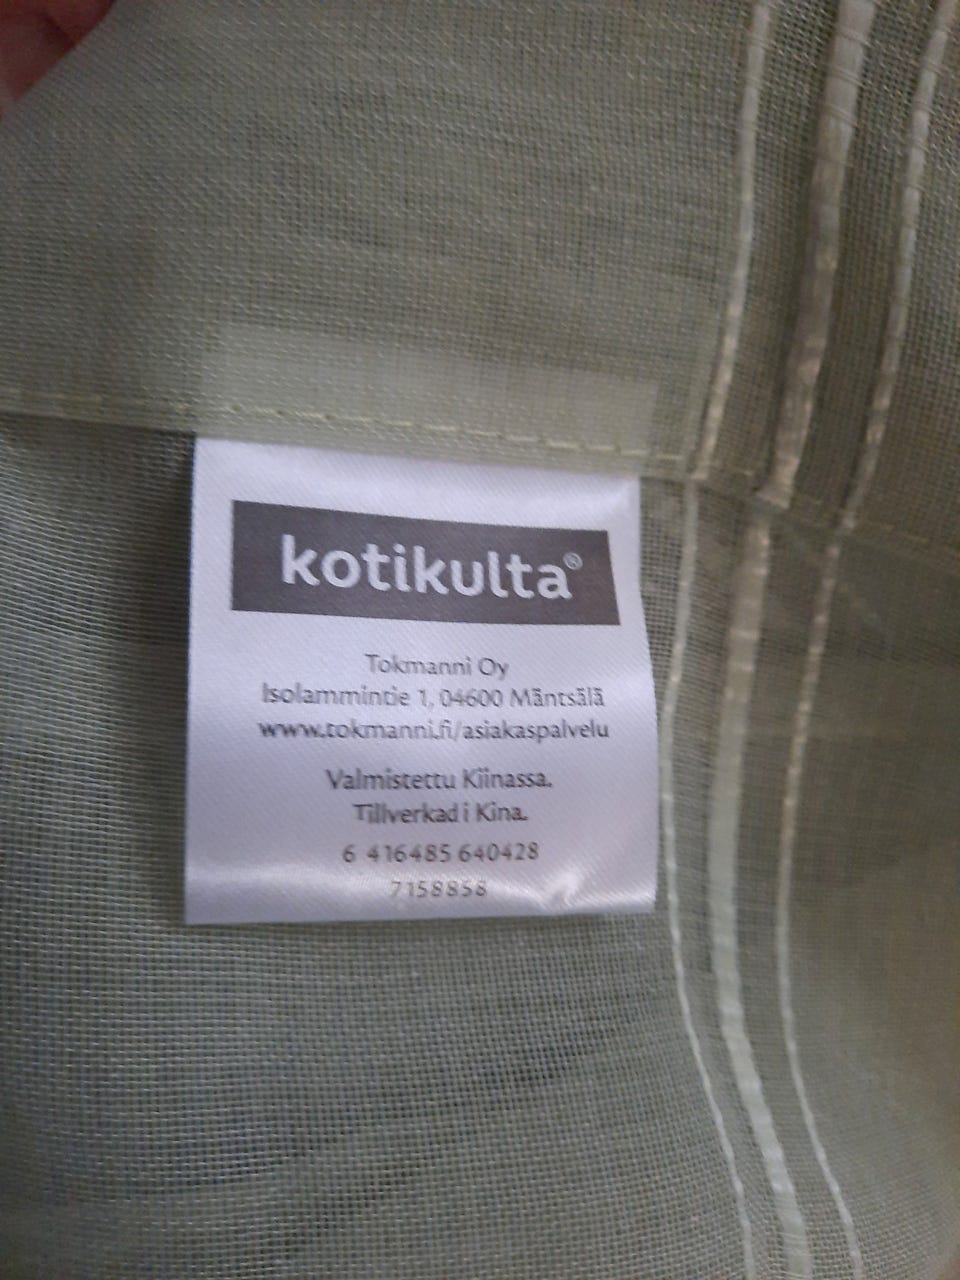 kotikulta®
Tokmanni Oy
Isolammintie 1, 04600 Mäntsälä
www.tokmanni.fi/asiakaspalvelu
Valmistettu Kiinassa.
Tillverkad i Kina.
6 416485 640428
7158858